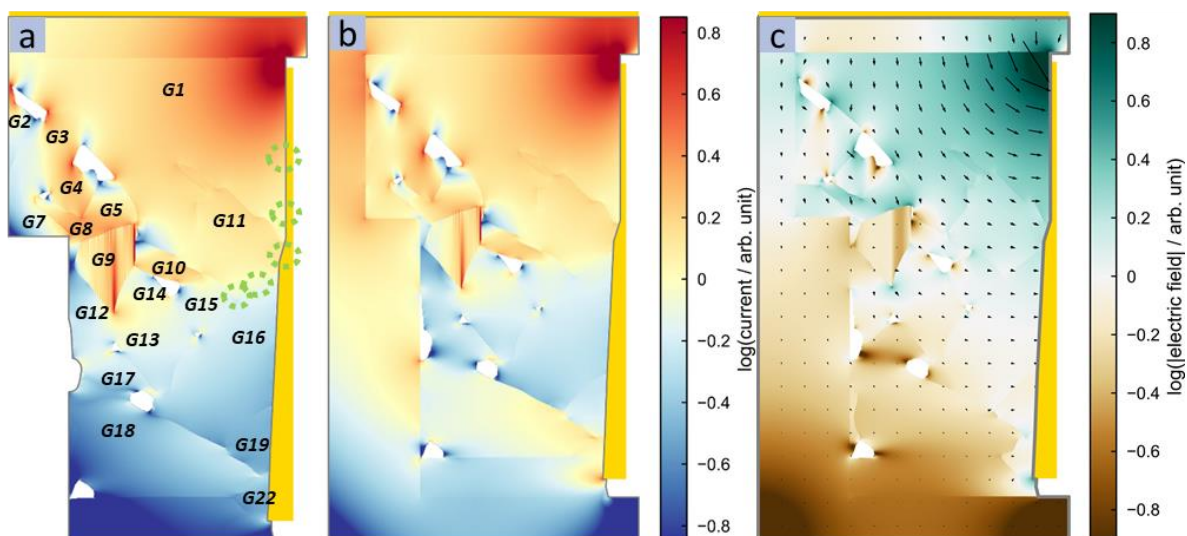 a
b
c
G1
G2
G3
G4
G5
G7
G8
G9
G10
G11
G12
G13
G14
G15
G16
G17
G18
G19
G22
0.8
0.6
0.4
0.2
0
−0.2
−0.4
−0.6
−0.8
log(current / arb. unit)
0.8
0.6
0.4
0.2
0
−0.2
−0.4
−0.6
−0.8
log(|electric field| / arb. unit)